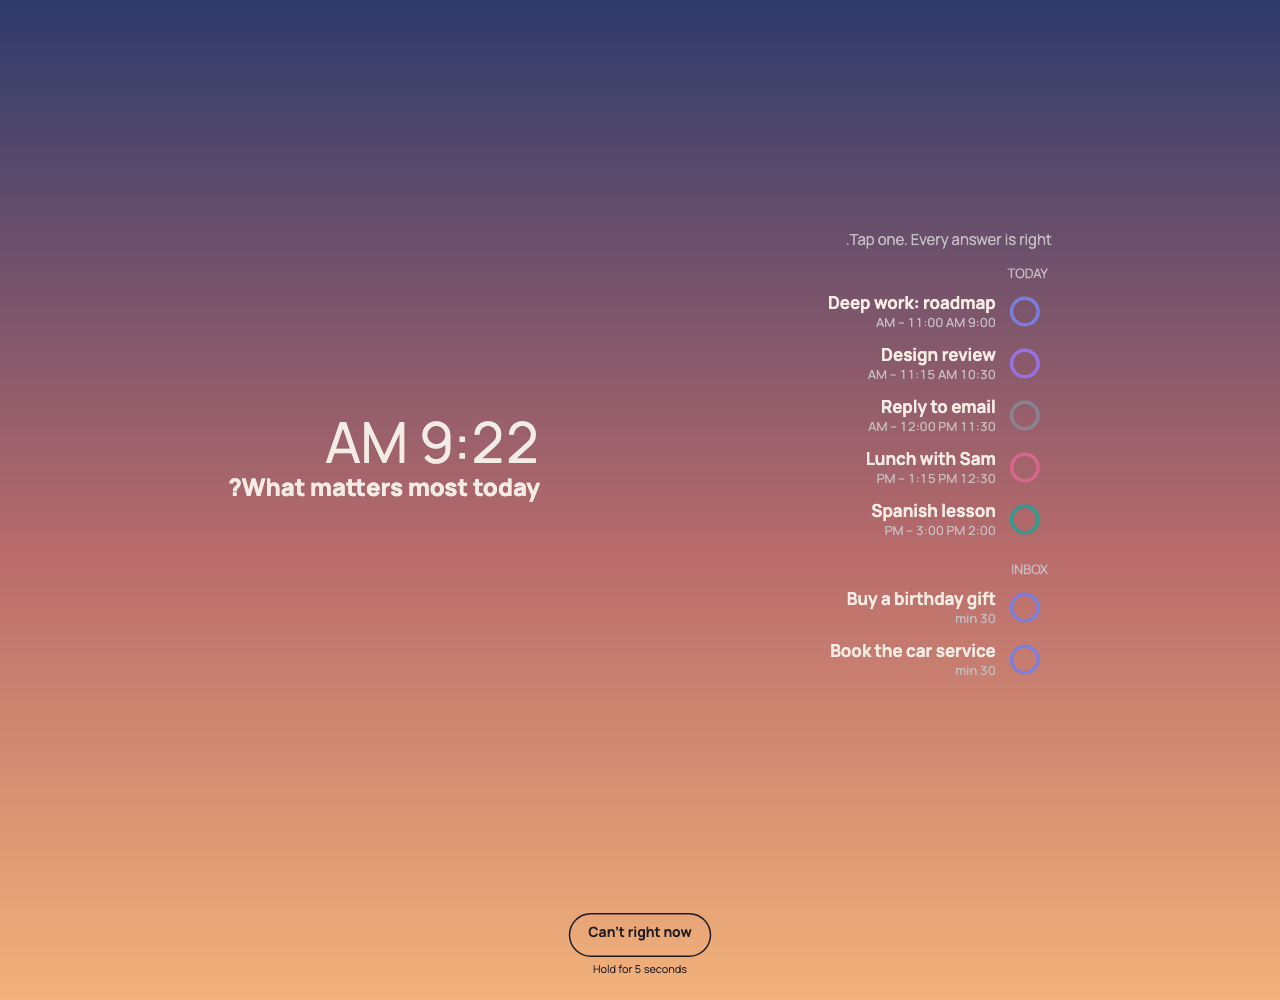 AM 9:22
?What matters most today
.Tap one. Every answer is right
TODAY
Deep work: roadmap
AM – 11:00 AM 9:00
Design review
AM – 11:15 AM 10:30
Reply to email
AM – 12:00 PM 11:30
Lunch with Sam
PM – 1:15 PM 12:30
Spanish lesson
PM – 3:00 PM 2:00
INBOX
Buy a birthday gift
min 30
Book the car service
min 30
Can't right now
Hold for 5 seconds